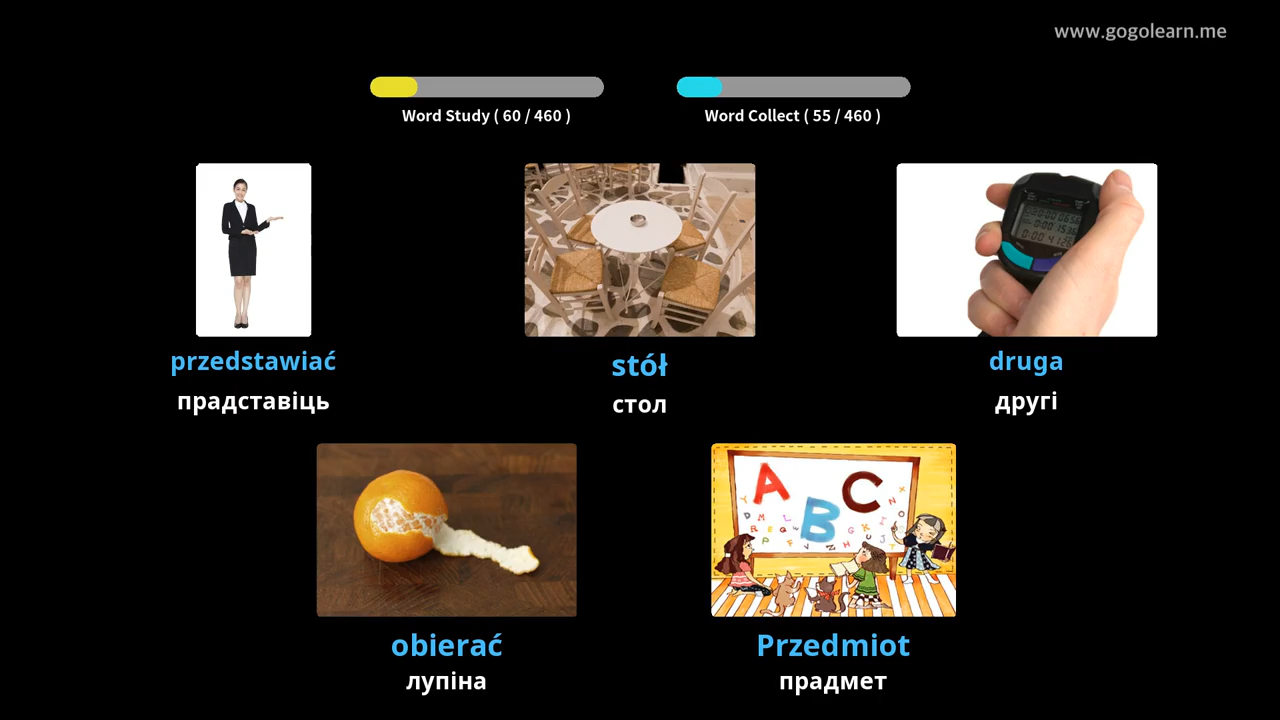 www.gogolearn.me
Word Study ( 60 / 460 )
Word Collect ( 55 / 460 )
przedstawiać
прадставіць
stół
стол
druga
другі
A B C
obierać
лупіна
Przedmiot
прадмет